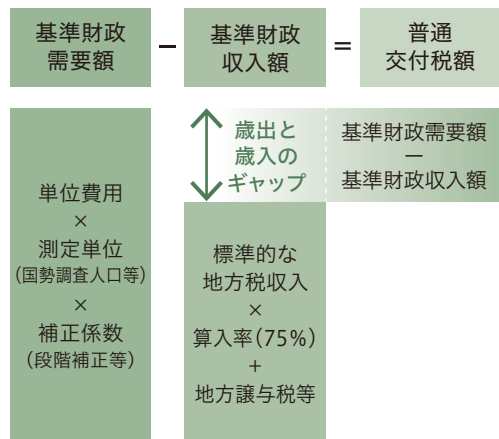 基準財政
需要額
－
基準財政
収入額
＝
普通
交付税額
単位費用
×
測定単位
(国勢調査人口等)
×
補正係数
(段階補正等)
歳出と
歳入の
ギャップ
基準財政需要額
－
基準財政収入額
標準的な
地方税収入
×
算入率(75%)
＋
地方譲与税等